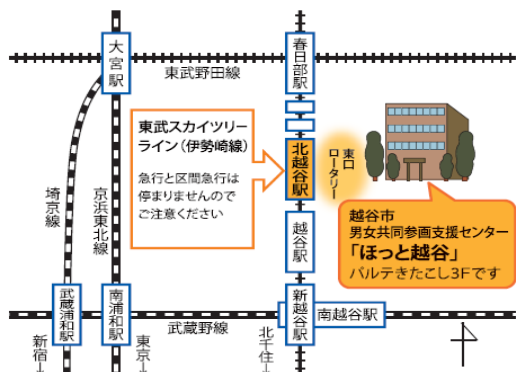 大宮駅
春日部駅
東武野田線
東武スカイツリー
ライン(伊勢崎線)
急行と区間急行は
停まりませんので
ご注意ください
北越谷駅
東口
ロータリー
越谷市
男女共同参画支援センター
「ほっと越谷」
パルテきたこし3Fです
埼京線
京浜東北線
越谷駅
武蔵浦和駅
南浦和駅
武蔵野線
新越谷駅
南越谷駅
新宿→
東京→
北千住→